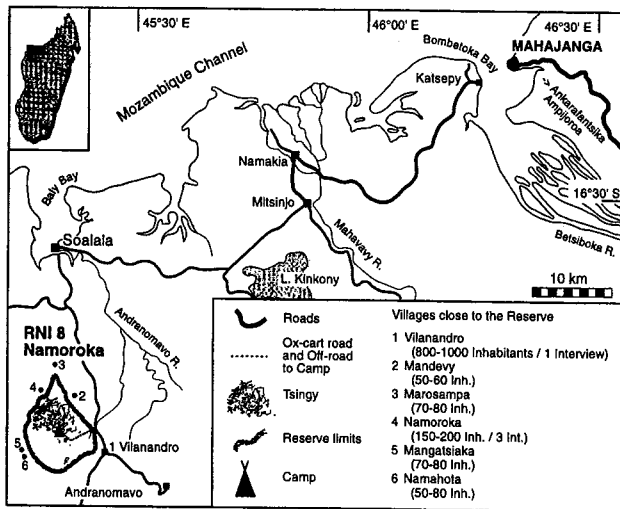 45°30' E
46°00' E
46°30' E
MAHAJANGA
Bombetoka Bay
Katsepy
-> Ankarafantsika
Ampijoroa
Mozambique Channel
Namakia
16°30' S
Baly Bay
Mitsinjo
Mahavavy R.
Betsiboka R.
Soalala
L. Kinkony
10 km
Andranomavo R.
RNI 8
Namoroka
3
4
2
5
6
1 Vilanandro
Andranomavo
Roads
Ox-cart road
and Off-road
to Camp
Tsingy
Reserve limits
Camp
Villages close to the Reserve
1 Vilanandro
(800-1000 Inhabitants / 1 Interview)
2 Mandevy
(50-60 Inh.)
3 Marosampa
(70-80 Inh.)
4 Namoroka
(150-200 Inh. / 3 Int.)
5 Mangatsiaka
(70-80 Inh.)
6 Namahota
(50-80 Inh.)